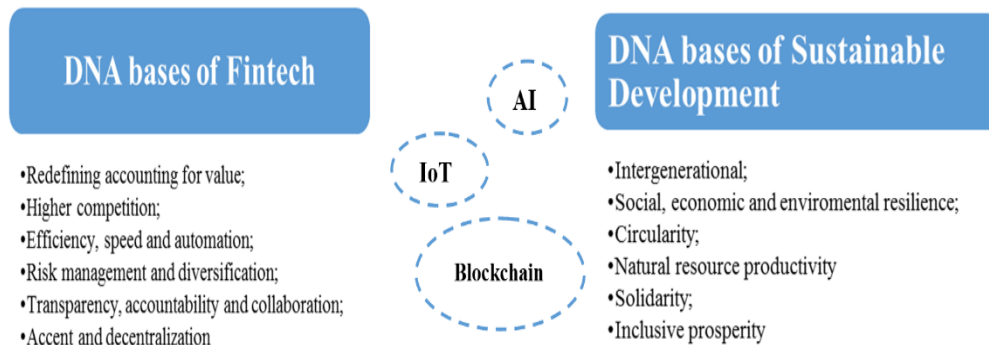 DNA bases of Fintech
•Redefining accounting for value;
•Higher competition;
•Efficiency, speed and automation;
•Risk management and diversification;
•Transparency, accountability and collaboration;
•Accent and decentralization
AI
IoT
Blockchain
DNA bases of Sustainable
Development
•Intergenerational;
•Social, economic and enviromental resilience;
•Circularity;
•Natural resource productivity
•Solidarity;
•Inclusive prosperity